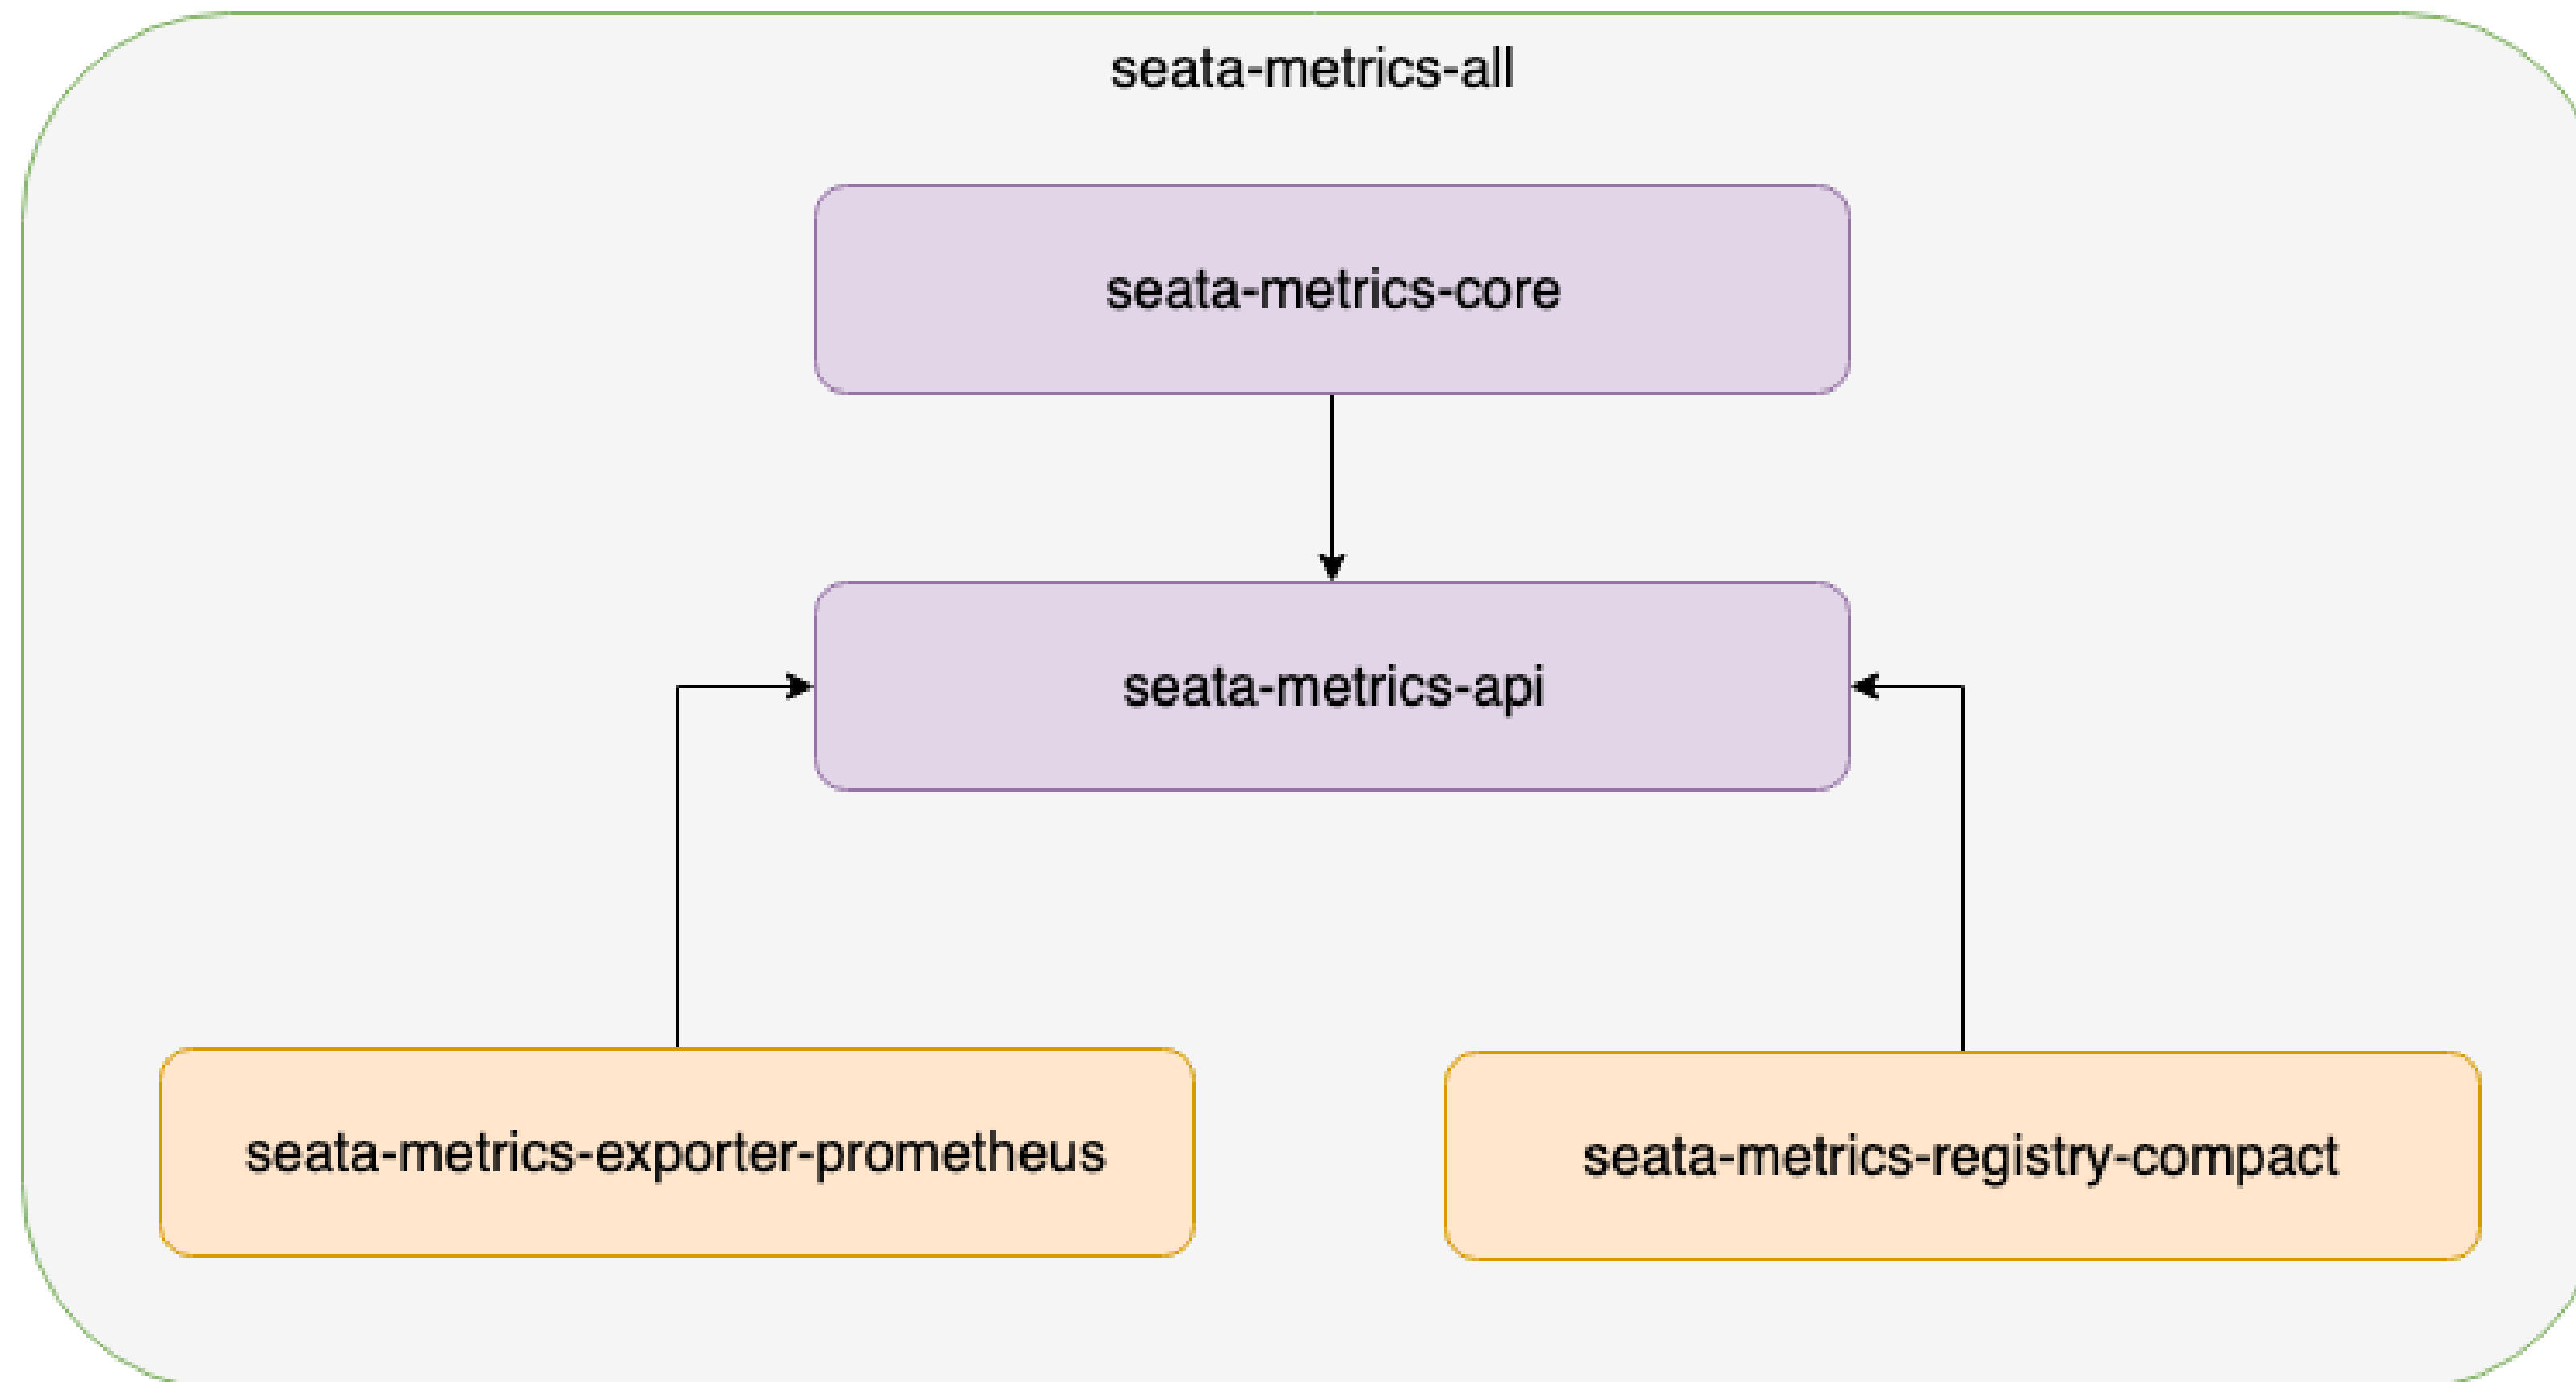 seata-metrics-all
seata-metrics-core
seata-metrics-api
seata-metrics-exporter-prometheus
seata-metrics-registry-compact